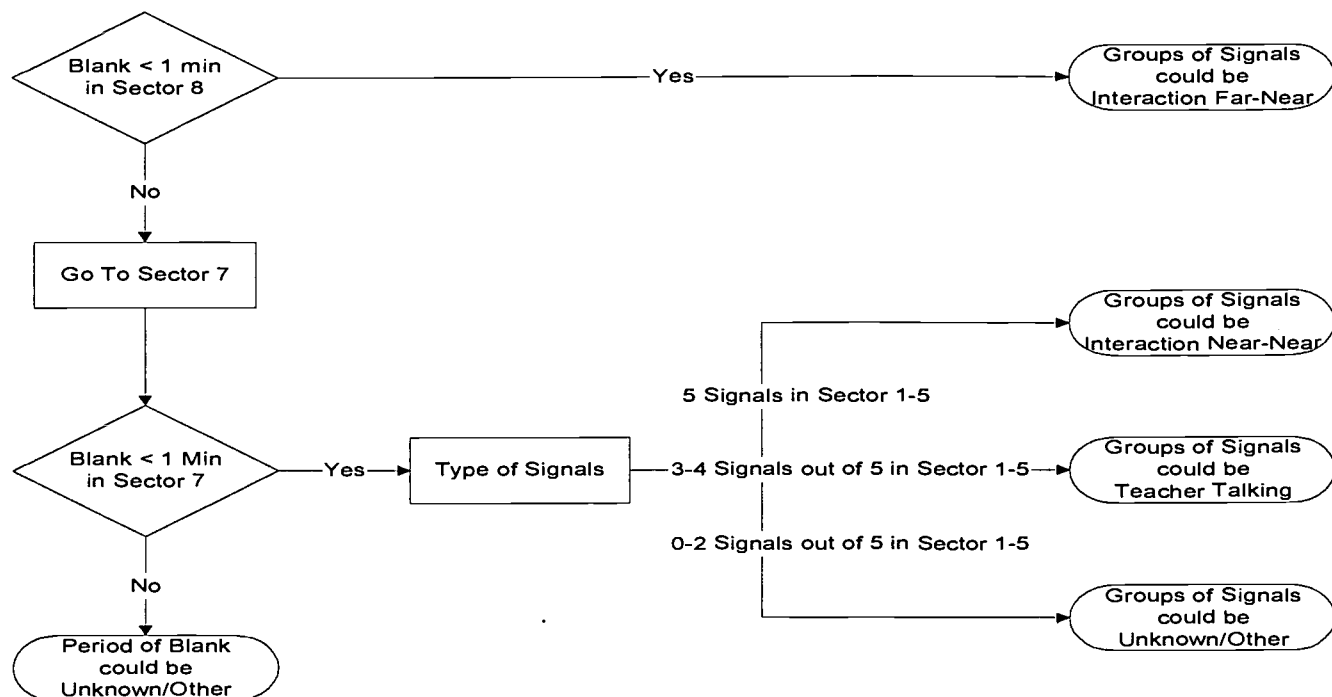 Blank < 1 min
in Sector 8
Yes
Groups of Signals
could be
Interaction Far-Near
No
Go To Sector 7
Groups of Signals
could be
Interaction Near-Near
5 Signals in Sector 1-5
Blank < 1 Min
in Sector 7
Yes
Type of Signals
3-4 Signals out of 5 in Sector 1-5
Groups of Signals
could be
Teacher Talking
0-2 Signals out of 5 in Sector 1-5
No
Groups of Signals
could be
Unknown/Other
Period of Blank
could be
Unknown/Other